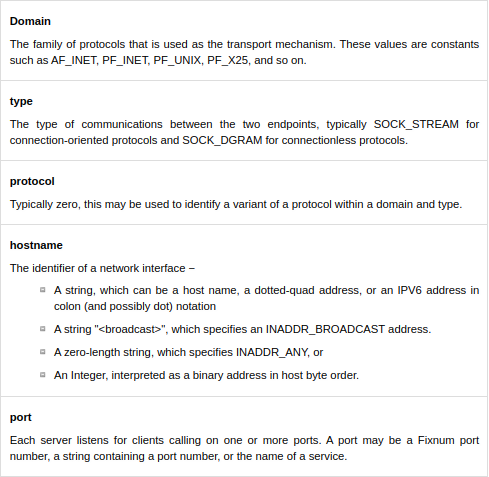 Domain
The family of protocols that is used as the transport mechanism. These values are constants
such as AF_INET, PF_INET, PF_UNIX, PF_X25, and so on.
type
The type of communications between the two endpoints, typically SOCK_STREAM for
connection-oriented protocols and SOCK_DGRAM for connectionless protocols.
protocol
Typically zero, this may be used to identify a variant of a protocol within a domain and type.
hostname
The identifier of a network interface −
A string, which can be a host name, a dotted-quad address, or an IPV6 address in
colon (and possibly dot) notation
A string "<broadcast>", which specifies an INADDR_BROADCAST address.
A zero-length string, which specifies INADDR_ANY, or
An Integer, interpreted as a binary address in host byte order.
port
Each server listens for clients calling on one or more ports. A port may be a Fixnum port
number, a string containing a port number, or the name of a service.